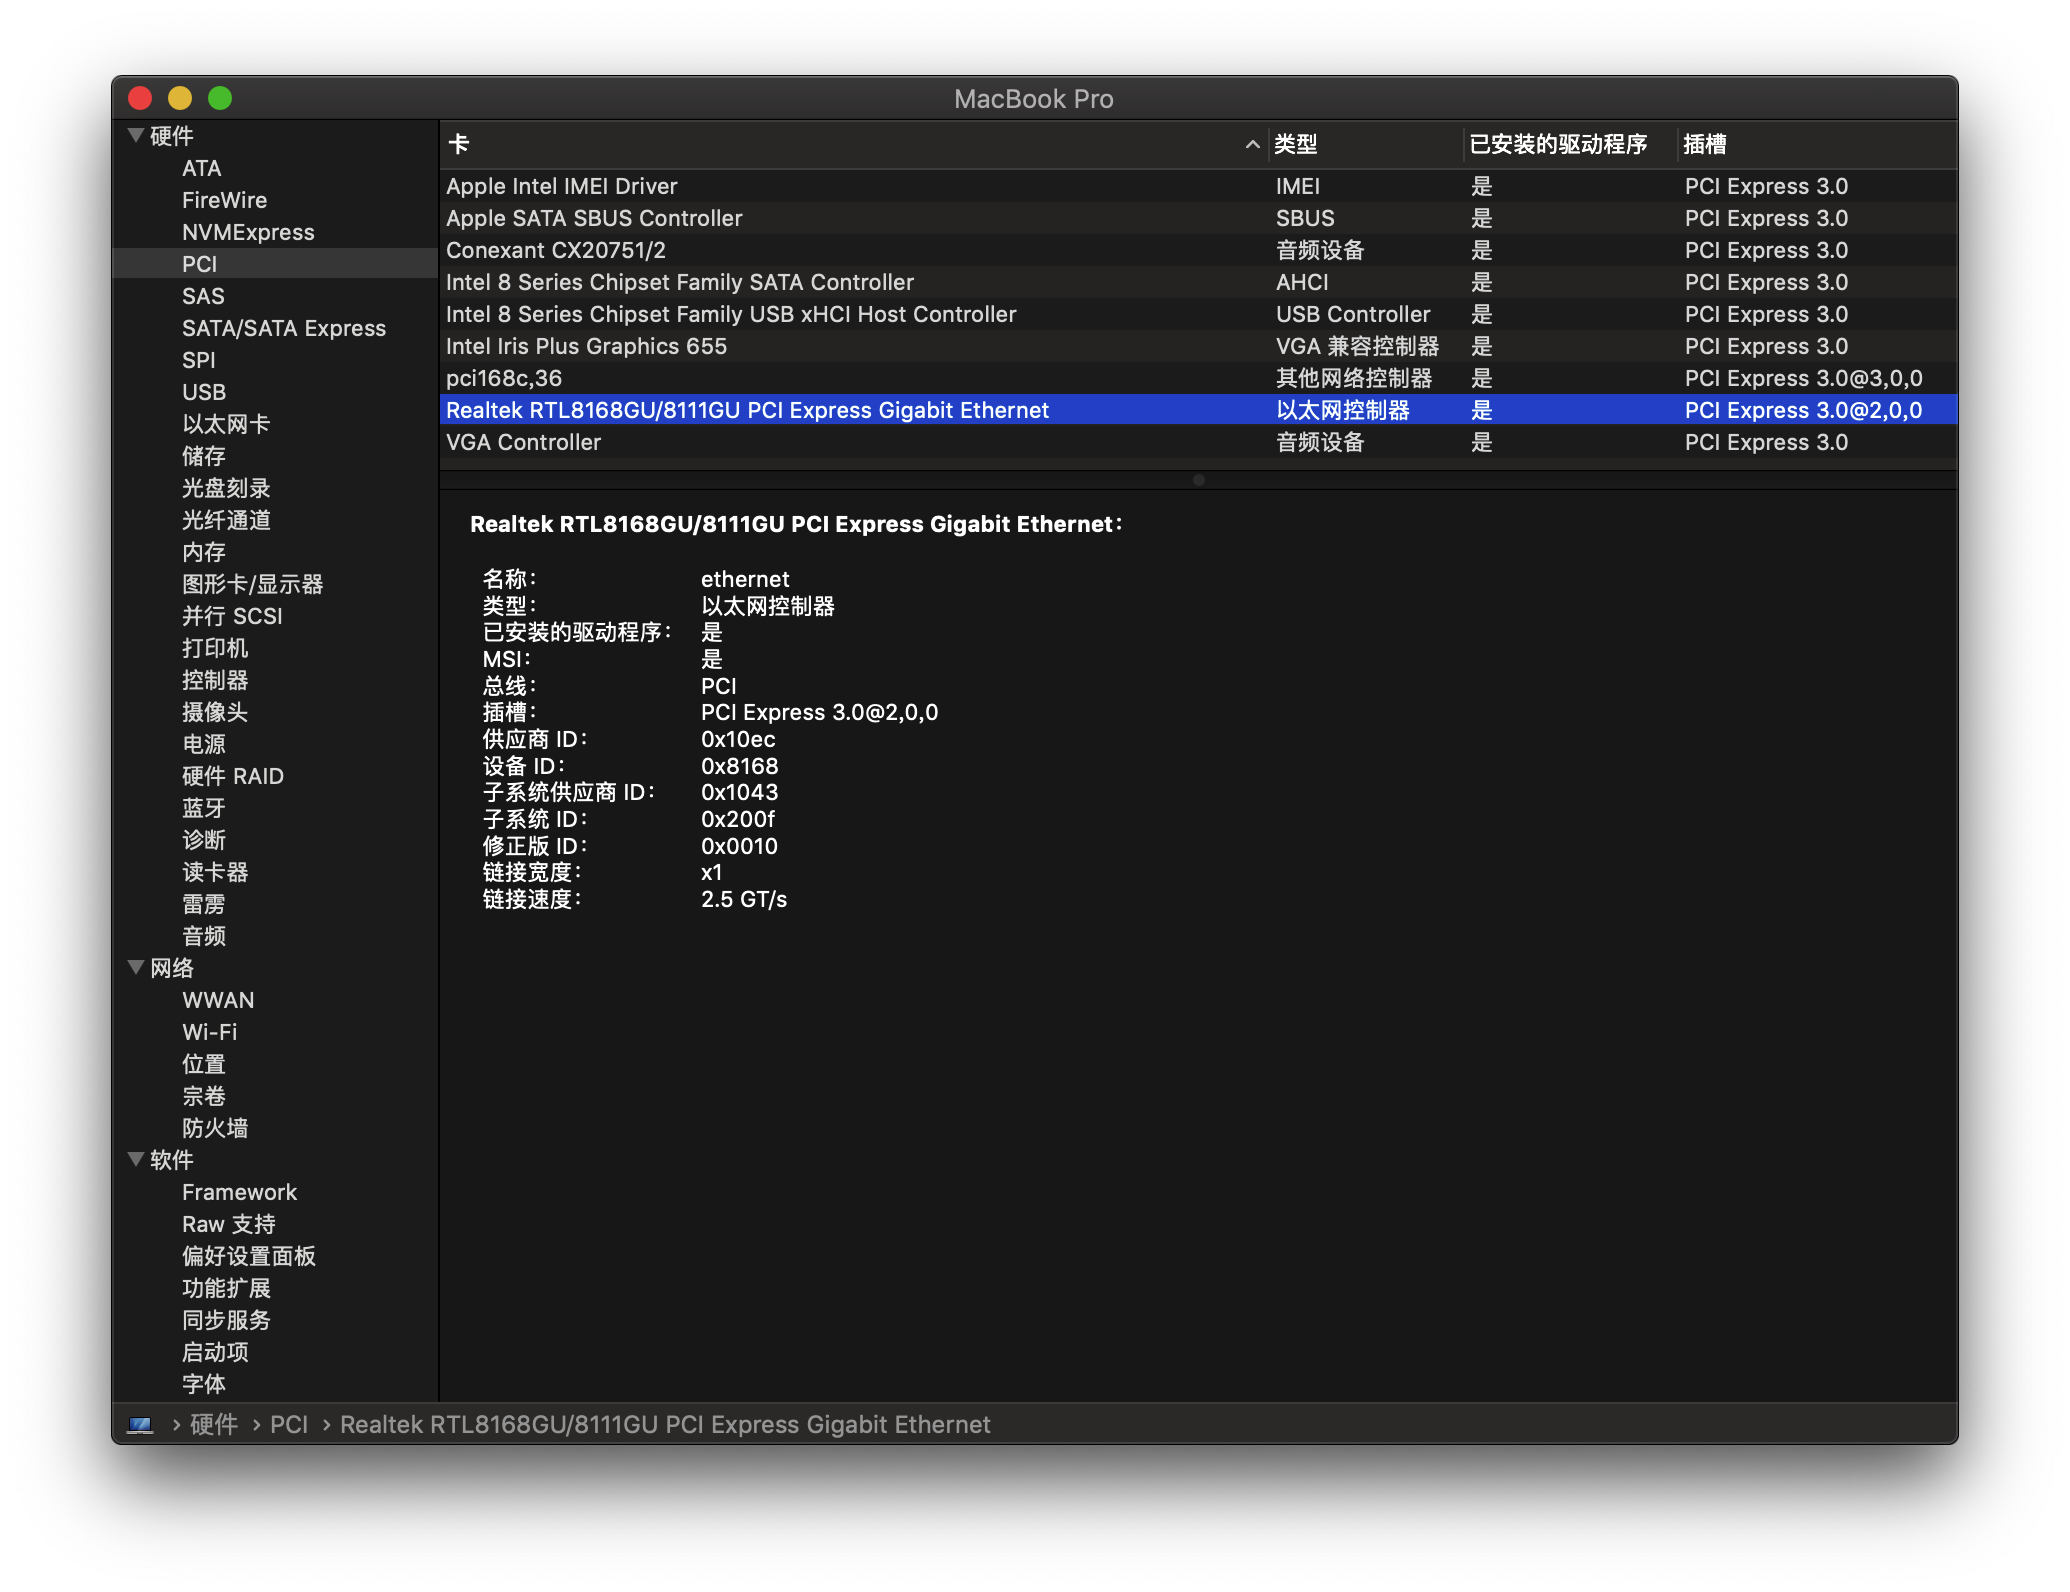 MacBook Pro
硬件
ATA
FireWire
NVMExpress
PCI
SAS
SATA/SATA Express
SPI
USB
以太网卡
储存
光盘刻录
光纤通道
内存
图形卡/显示器
并行 SCSI
打印机
控制器
摄像头
电源
硬件 RAID
蓝牙
诊断
读卡器
雷雳
音频
网络
WWAN
Wi-Fi
位置
宗卷
防火墙
软件
Framework
Raw 支持
偏好设置面板
功能扩展
同步服务
启动项
字体
卡 类型 已安装的驱动程序 插槽
Apple Intel IMEI Driver IMEI 是 PCI Express 3.0
Apple SATA SBUS Controller SBUS 是 PCI Express 3.0
Conexant CX20751/2 音频设备 是 PCI Express 3.0
Intel 8 Series Chipset Family SATA Controller AHCI 是 PCI Express 3.0
Intel 8 Series Chipset Family USB xHCI Host Controller USB Controller 是 PCI Express 3.0
Intel Iris Plus Graphics 655 VGA 兼容控制器 是 PCI Express 3.0
pci168c,36 其他网络控制器 是 PCI Express 3.0@3,0,0
Realtek RTL8168GU/8111GU PCI Express Gigabit Ethernet 以太网控制器 是 PCI Express 3.0@2,0,0
VGA Controller 音频设备 是 PCI Express 3.0
Realtek RTL8168GU/8111GU PCI Express Gigabit Ethernet：
名称： ethernet
类型： 以太网控制器
已安装的驱动程序： 是
MSI： 是
总线： PCI
插槽： PCI Express 3.0@2,0,0
供应商 ID： 0x10ec
设备 ID： 0x8168
子系统供应商 ID： 0x1043
子系统 ID： 0x200f
修正版 ID： 0x0010
链接宽度： x1
链接速度： 2.5 GT/s
› 硬件 › PCI › Realtek RTL8168GU/8111GU PCI Express Gigabit Ethernet